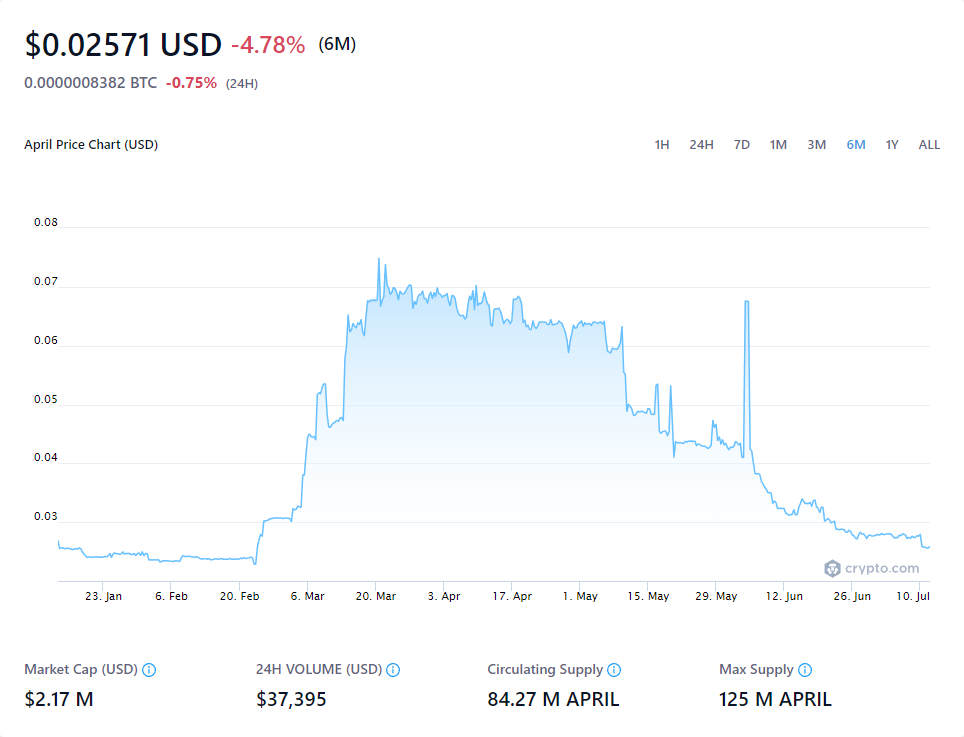 $0.02571 USD -4.78% (6M)
0.0000008382 BTC -0.75% (24H)
April Price Chart (USD) 1H 24H 7D 1M 3M 6M 1Y ALL
0.08
0.07
0.06
0.05
0.04
0.03
crypto.com
23. Jan 6. Feb 20. Feb 6. Mar 20. Mar 3. Apr 17. Apr 1. May 15. May 29. May 12. Jun 26. Jun 10. Jul
Market Cap (USD) 24H VOLUME (USD) Circulating Supply Max Supply
$2.17 M $37,395 84.27 M APRIL 125 M APRIL